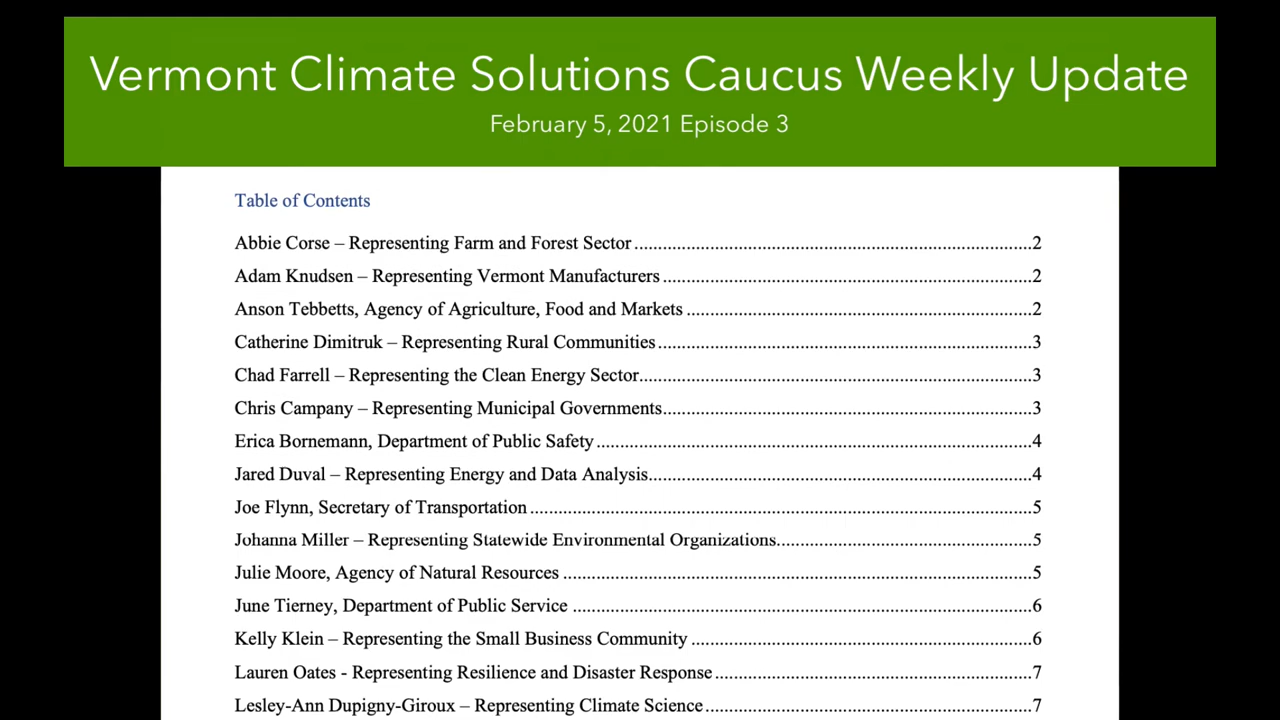 Vermont Climate Solutions Caucus Weekly Update
February 5, 2021 Episode 3
Table of Contents
Abbie Corse – Representing Farm and Forest Sector....................2
Adam Knudsen – Representing Vermont Manufacturers....................2
Anson Tebbetts, Agency of Agriculture, Food and Markets....................2
Catherine Dimitruk – Representing Rural Communities....................3
Chad Farrell – Representing the Clean Energy Sector....................3
Chris Campany – Representing Municipal Governments....................3
Erica Bornemann, Department of Public Safety....................4
Jared Duval – Representing Energy and Data Analysis....................4
Joe Flynn, Secretary of Transportation....................5
Johanna Miller – Representing Statewide Environmental Organizations....................5
Julie Moore, Agency of Natural Resources....................5
June Tierney, Department of Public Service....................6
Kelly Klein – Representing the Small Business Community....................6
Lauren Oates - Representing Resilience and Disaster Response....................7
Lesley-Ann Dupigny-Giroux – Representing Climate Science....................7